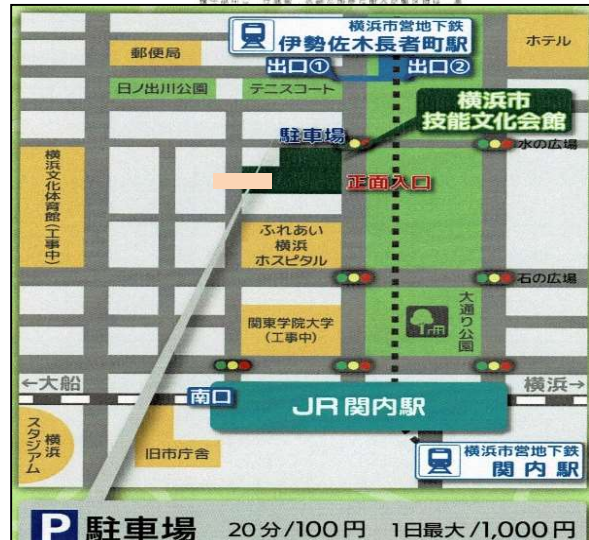 横浜市営地下鉄
伊勢佐木長者町駅
ホテル
郵便局
出口①
出口②
日ノ出川公園
テニスコート
横浜市
技能文化会館
駐車場
水の広場
横浜文化体育館(工事中)
正面入口
ふれあい
横浜
ホスピタル
石の広場
関東学院大学
(工事中)
大通り公園
←大船
横浜→
南口
JR関内駅
横浜
スタジアム
旧市庁舎
横浜市営地下鉄
関内駅
P 駐車場 20分/100円 1日最大/1,000円